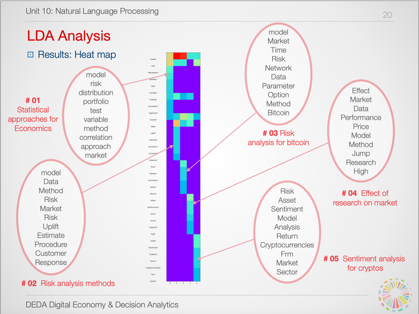 Unit 10: Natural Language Processing
20
LDA Analysis
Results: Heat map
# 01
Statistical
approaches for
Economics
model
risk
distribution
portfolio
test
variable
method
correlation
approach
market
model
Market
Time
Risk
Network
Data
Parameter
Option
Method
Bitcoin
# 03 Risk
analysis for bitcoin
Effect
Market
Data
Performance
Price
Model
Method
Jump
Research
High
# 04 Effect of
research on market
model
Data
Method
Risk
Market
Risk
Uplift
Estimate
Procedure
Customer
Response
# 02 Risk analysis methods
Risk
Asset
Sentiment
Model
Analysis
Return
Cryptocurrencies
Frm
Market
Sector
# 05 Sentiment analysis
for cryptos
DEDA Digital Economy & Decision Analytics